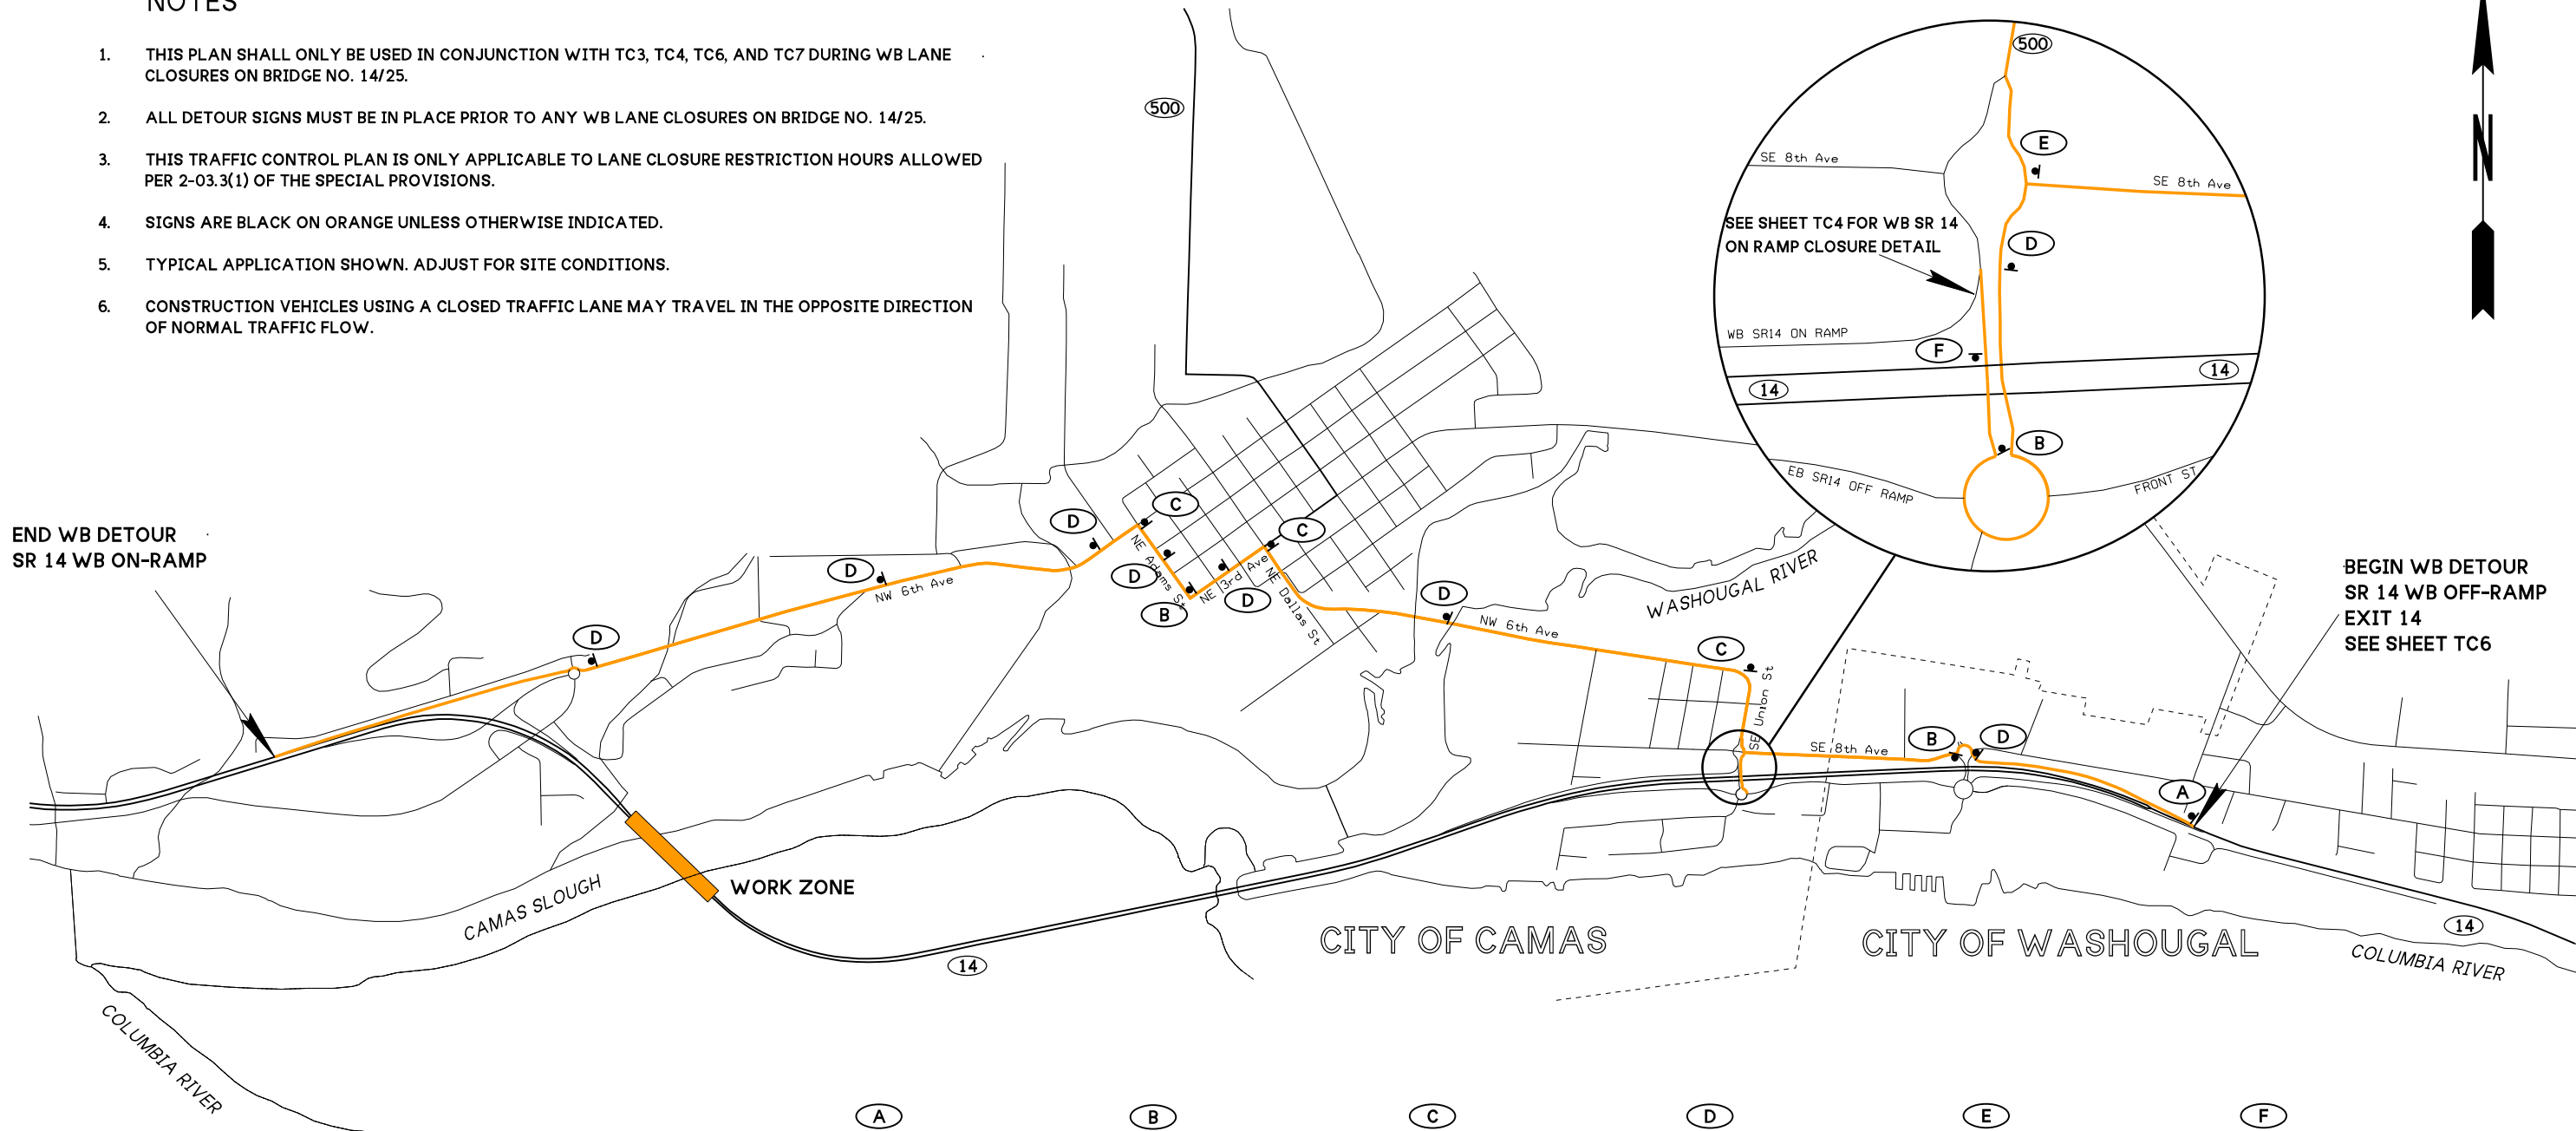 NOTES
1. THIS PLAN SHALL ONLY BE USED IN CONJUNCTION WITH TC3, TC4, TC6, AND TC7 DURING WB LANE
CLOSURES ON BRIDGE NO. 14/25.
2. ALL DETOUR SIGNS MUST BE IN PLACE PRIOR TO ANY WB LANE CLOSURES ON BRIDGE NO. 14/25.
3. THIS TRAFFIC CONTROL PLAN IS ONLY APPLICABLE TO LANE CLOSURE RESTRICTION HOURS ALLOWED
PER 2-03.3(1) OF THE SPECIAL PROVISIONS.
4. SIGNS ARE BLACK ON ORANGE UNLESS OTHERWISE INDICATED.
5. TYPICAL APPLICATION SHOWN. ADJUST FOR SITE CONDITIONS.
6. CONSTRUCTION VEHICLES USING A CLOSED TRAFFIC LANE MAY TRAVEL IN THE OPPOSITE DIRECTION
OF NORMAL TRAFFIC FLOW.
500
500
E
SE 8th Ave
SE 8th Ave
SEE SHEET TC4 FOR WB SR 14
ON RAMP CLOSURE DETAIL
D
WB SR14 ON RAMP
F
14
14
B
EB SR14 OFF RAMP
FRONT ST
N
END WB DETOUR
SR 14 WB ON-RAMP
D
D
NW 6th Ave
D
C
NE Adams St
D
B
NE 3rd Ave
D
C
NE Dallas St
D
NW 6th Ave
WASHOUGAL RIVER
C
SE Union St
SE 8th Ave
B
D
A
BEGIN WB DETOUR
SR 14 WB OFF-RAMP
EXIT 14
SEE SHEET TC6
WORK ZONE
CAMAS SLOUGH
14
CITY OF CAMAS
CITY OF WASHOUGAL
14
COLUMBIA RIVER
COLUMBIA RIVER
A
B
C
D
E
F